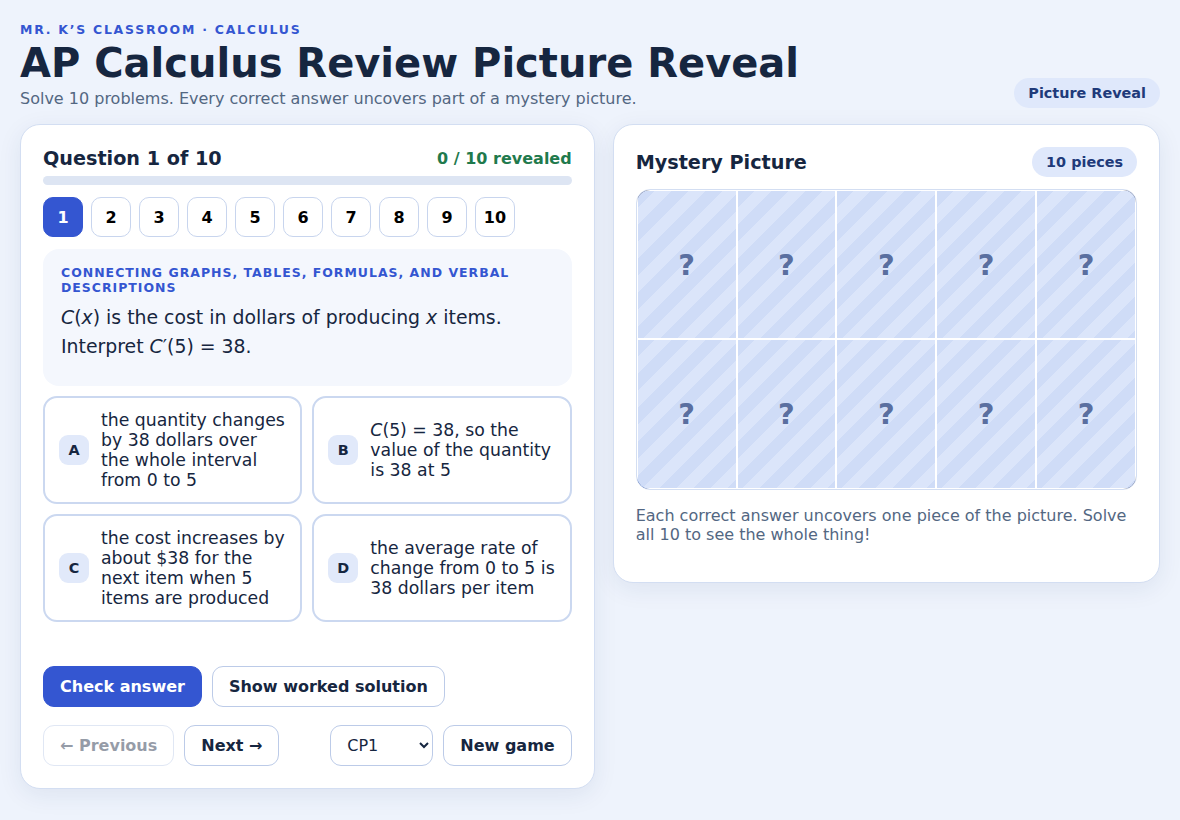 MR. K’S CLASSROOM · CALCULUS
AP Calculus Review Picture Reveal
Solve 10 problems. Every correct answer uncovers part of a mystery picture.
Picture Reveal
Question 1 of 10
0 / 10 revealed
1 2 3 4 5 6 7 8 9 10
CONNECTING GRAPHS, TABLES, FORMULAS, AND VERBAL
DESCRIPTIONS
C(x) is the cost in dollars of producing x items.
Interpret C′(5) = 38.
A
the quantity changes
by 38 dollars over
the whole interval
from 0 to 5
B
C(5) = 38, so the
value of the quantity
is 38 at 5
C
the cost increases by
about $38 for the
next item when 5
items are produced
D
the average rate of
change from 0 to 5 is
38 dollars per item
Check answer
Show worked solution
← Previous
Next →
CP1
New game
Mystery Picture
10 pieces
? ? ? ? ?
? ? ? ? ?
Each correct answer uncovers one piece of the picture. Solve
all 10 to see the whole thing!